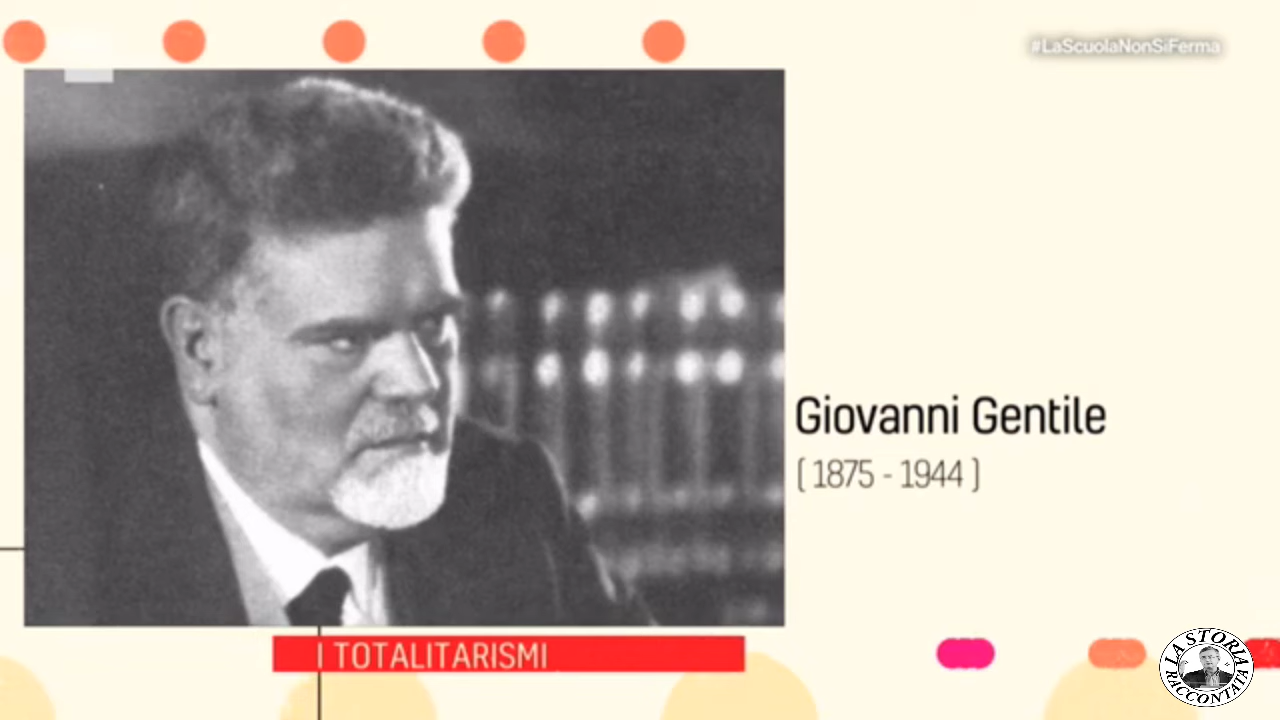 #LaScuolaNonSiFerma
Giovanni Gentile
( 1875 - 1944 )
I TOTALITARISMI
LA STORIA
RACCONTATA